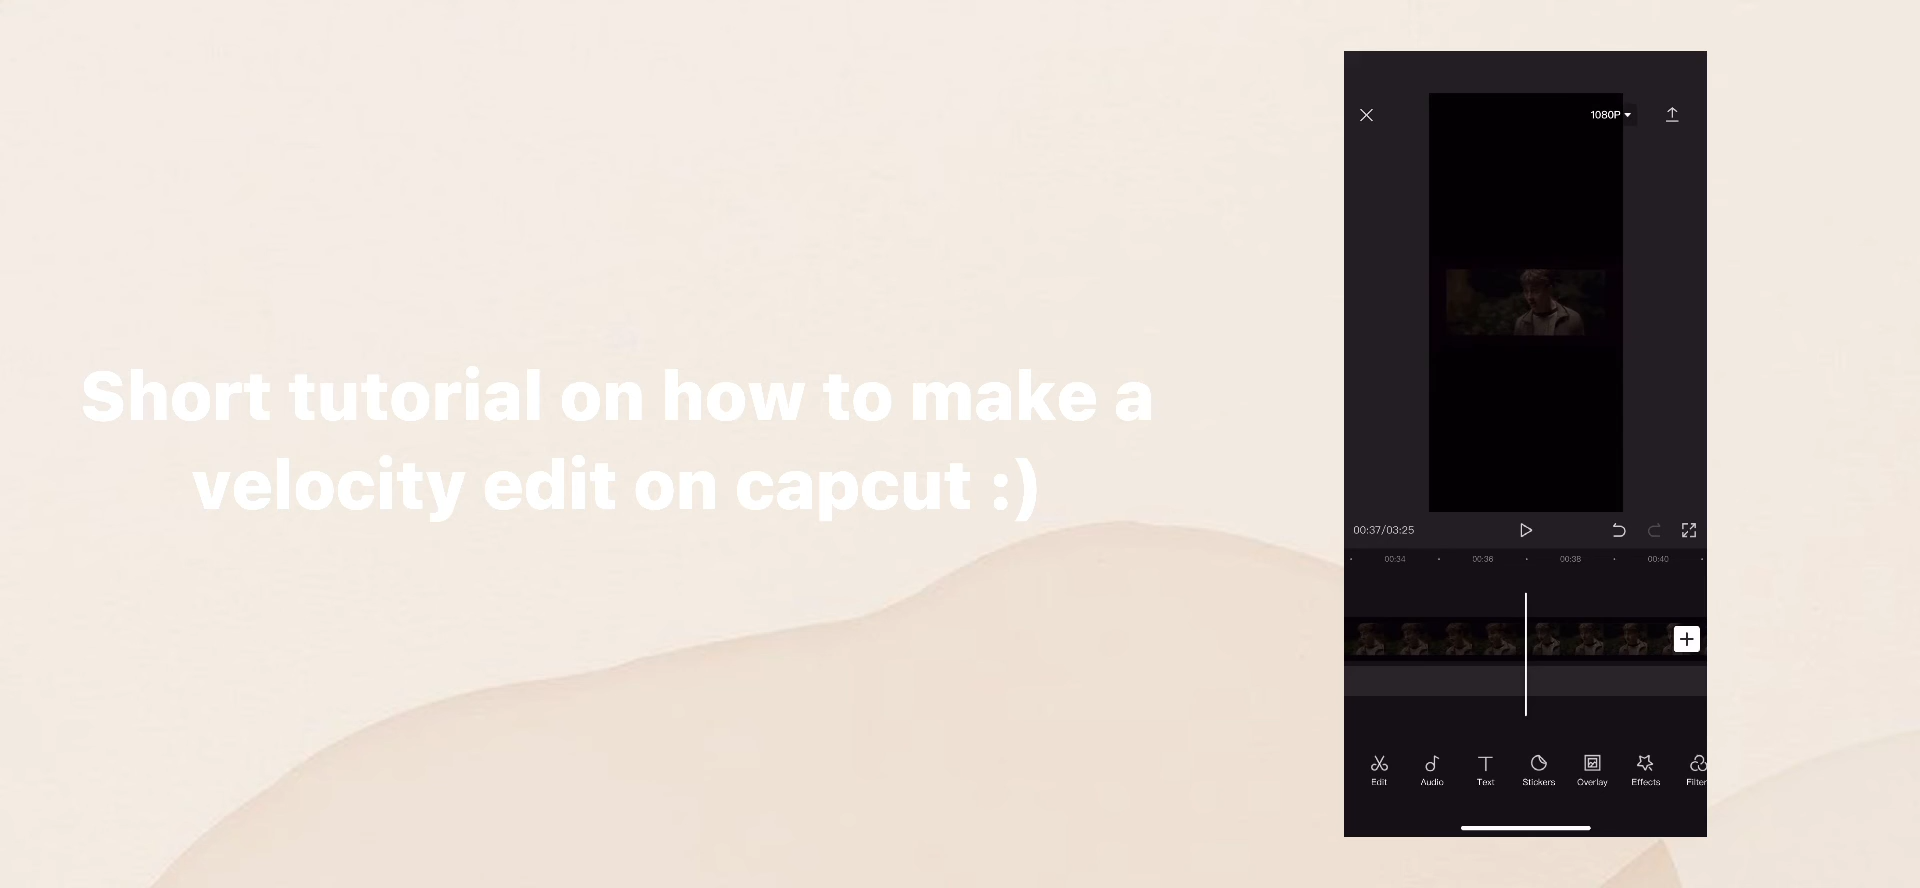 Short tutorial on how to make a
velocity edit on capcut :)
1080P
00:37/03:25
00:34 00:36 00:38 00:40
Edit Audio Text Stickers Overlay Effects Filter